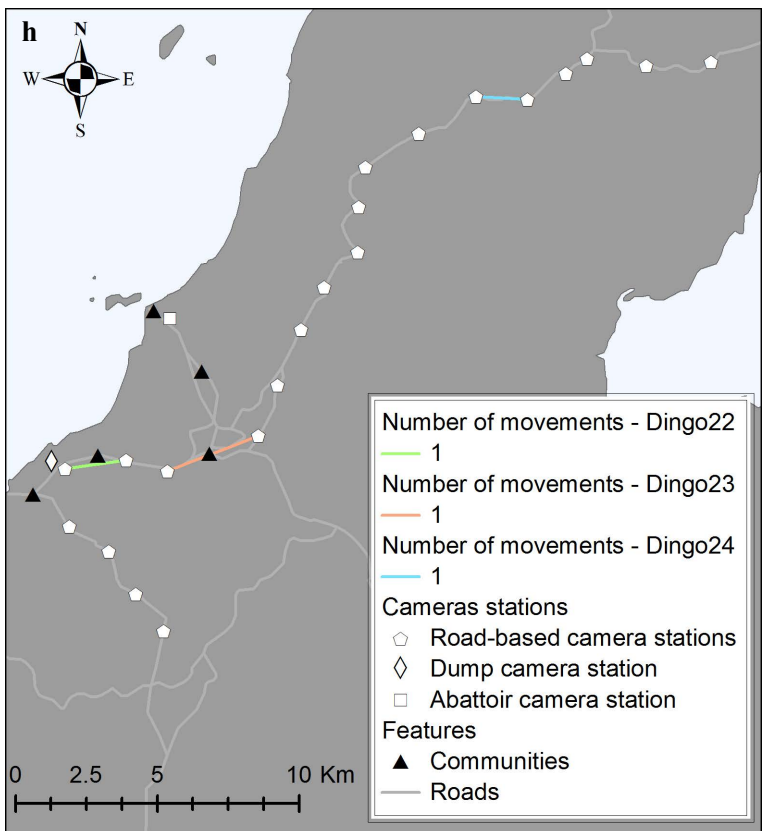 h
N
W E
S
Number of movements - Dingo22
1
Number of movements - Dingo23
1
Number of movements - Dingo24
1
Cameras stations
Road-based camera stations
Dump camera station
Abattoir camera station
Features
Communities
Roads
0 2.5 5 10 Km